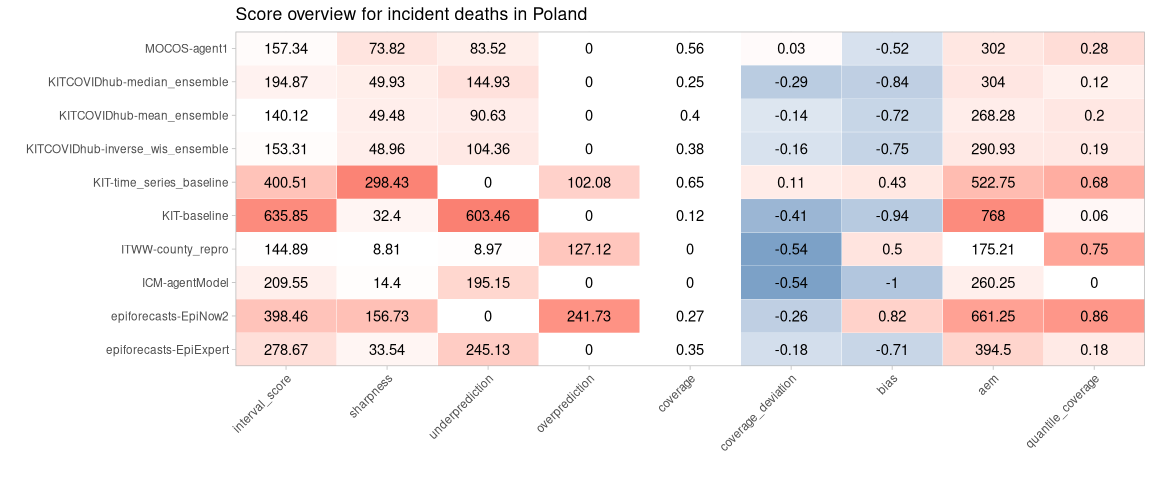 Score overview for incident deaths in Poland
MOCOS-agent1 157.34 73.82 83.52 0 0.56 0.03 -0.52 302 0.28
KITCOVIDhub-median_ensemble 194.87 49.93 144.93 0 0.25 -0.29 -0.84 304 0.12
KITCOVIDhub-mean_ensemble 140.12 49.48 90.63 0 0.4 -0.14 -0.72 268.28 0.2
KITCOVIDhub-inverse_wis_ensemble 153.31 48.96 104.36 0 0.38 -0.16 -0.75 290.93 0.19
KIT-time_series_baseline 400.51 298.43 0 102.08 0.65 0.11 0.43 522.75 0.68
KIT-baseline 635.85 32.4 603.46 0 0.12 -0.41 -0.94 768 0.06
ITWW-county_repro 144.89 8.81 8.97 127.12 0 -0.54 0.5 175.21 0.75
ICM-agentModel 209.55 14.4 195.15 0 0 -0.54 -1 260.25 0
epiforecasts-EpiNow2 398.46 156.73 0 241.73 0.27 -0.26 0.82 661.25 0.86
epiforecasts-EpiExpert 278.67 33.54 245.13 0 0.35 -0.18 -0.71 394.5 0.18
interval_score sharpness underprediction overprediction coverage coverage_deviation bias aem quantile_coverage